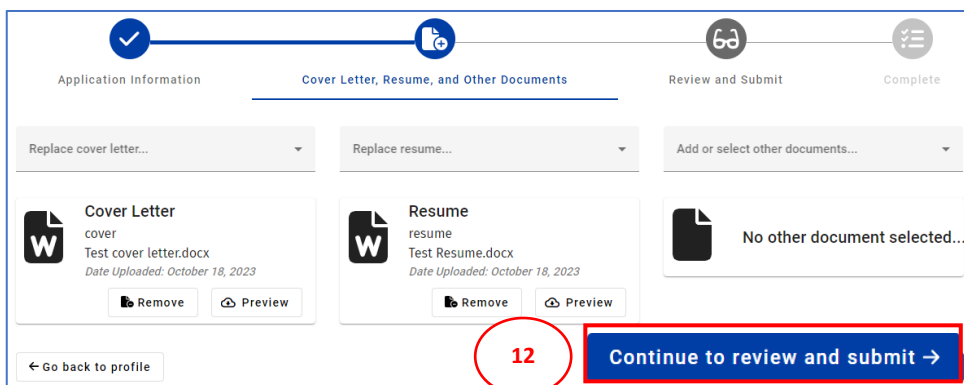 Application Information
Cover Letter, Resume, and Other Documents
Review and Submit
Complete
Replace cover letter...
Replace resume...
Add or select other documents...
W
Cover Letter
cover
Test cover letter.docx
Date Uploaded: October 18, 2023
Remove
Preview
W
Resume
resume
Test Resume.docx
Date Uploaded: October 18, 2023
Remove
Preview
No other document selected...
← Go back to profile
12
Continue to review and submit →